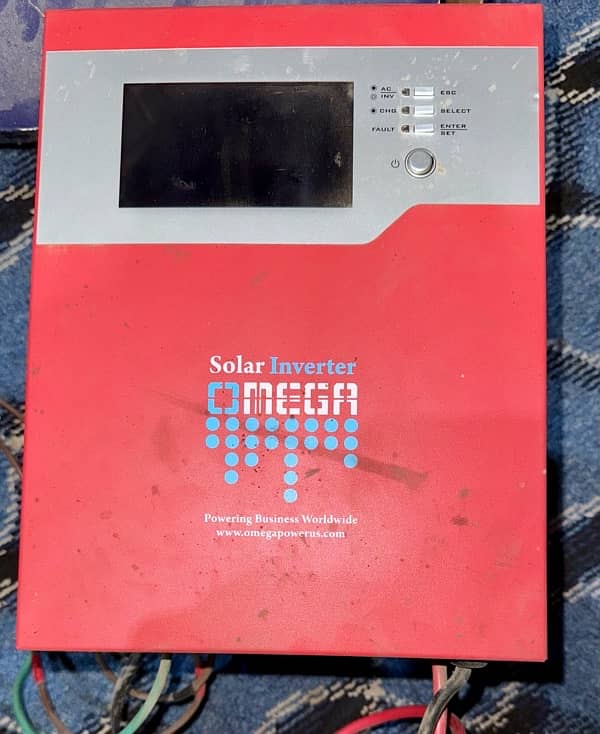 AC
INV
ESC
CHG
SELECT
FAULT
ENTER
SET
Solar Inverter
OMEGA
Powering Business Worldwide
www.omegapowerus.com